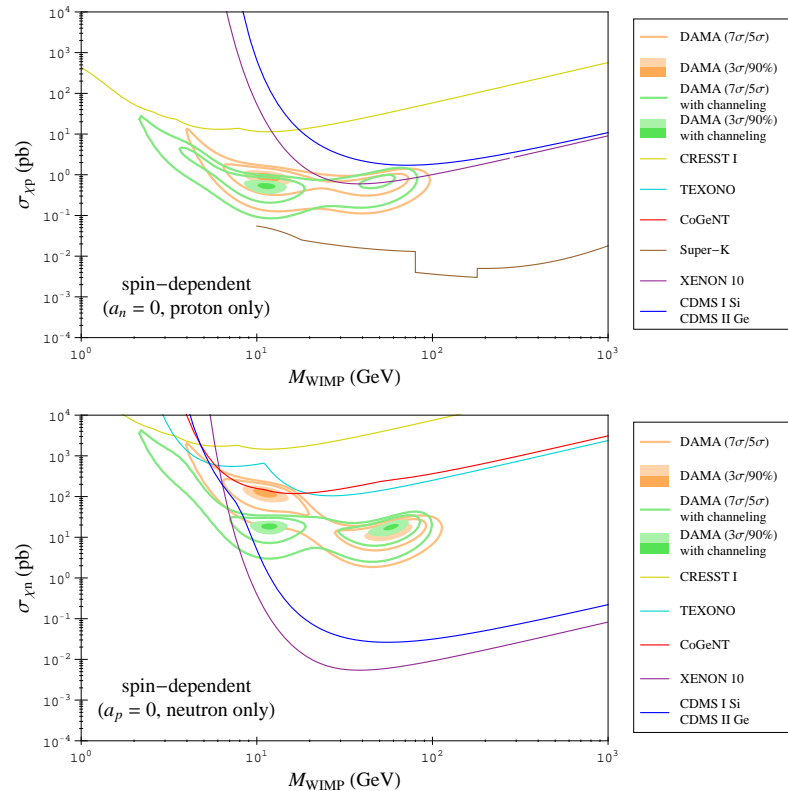 10^4
10^3
10^2
10^1
10^0
10^-1
10^-2
10^-3
10^-4
σχp (pb)
spin−dependent
(a_n = 0, proton only)
10^0 10^1 10^2 10^3
M_WIMP (GeV)
DAMA (7σ/5σ)
DAMA (3σ/90%)
DAMA (7σ/5σ)
with channeling
DAMA (3σ/90%)
with channeling
CRESST I
TEXONO
CoGeNT
Super−K
XENON 10
CDMS I Si
CDMS II Ge
10^4
10^3
10^2
10^1
10^0
10^-1
10^-2
10^-3
10^-4
σχn (pb)
spin−dependent
(a_p = 0, neutron only)
10^0 10^1 10^2 10^3
M_WIMP (GeV)
DAMA (7σ/5σ)
DAMA (3σ/90%)
DAMA (7σ/5σ)
with channeling
DAMA (3σ/90%)
with channeling
CRESST I
TEXONO
CoGeNT
XENON 10
CDMS I Si
CDMS II Ge